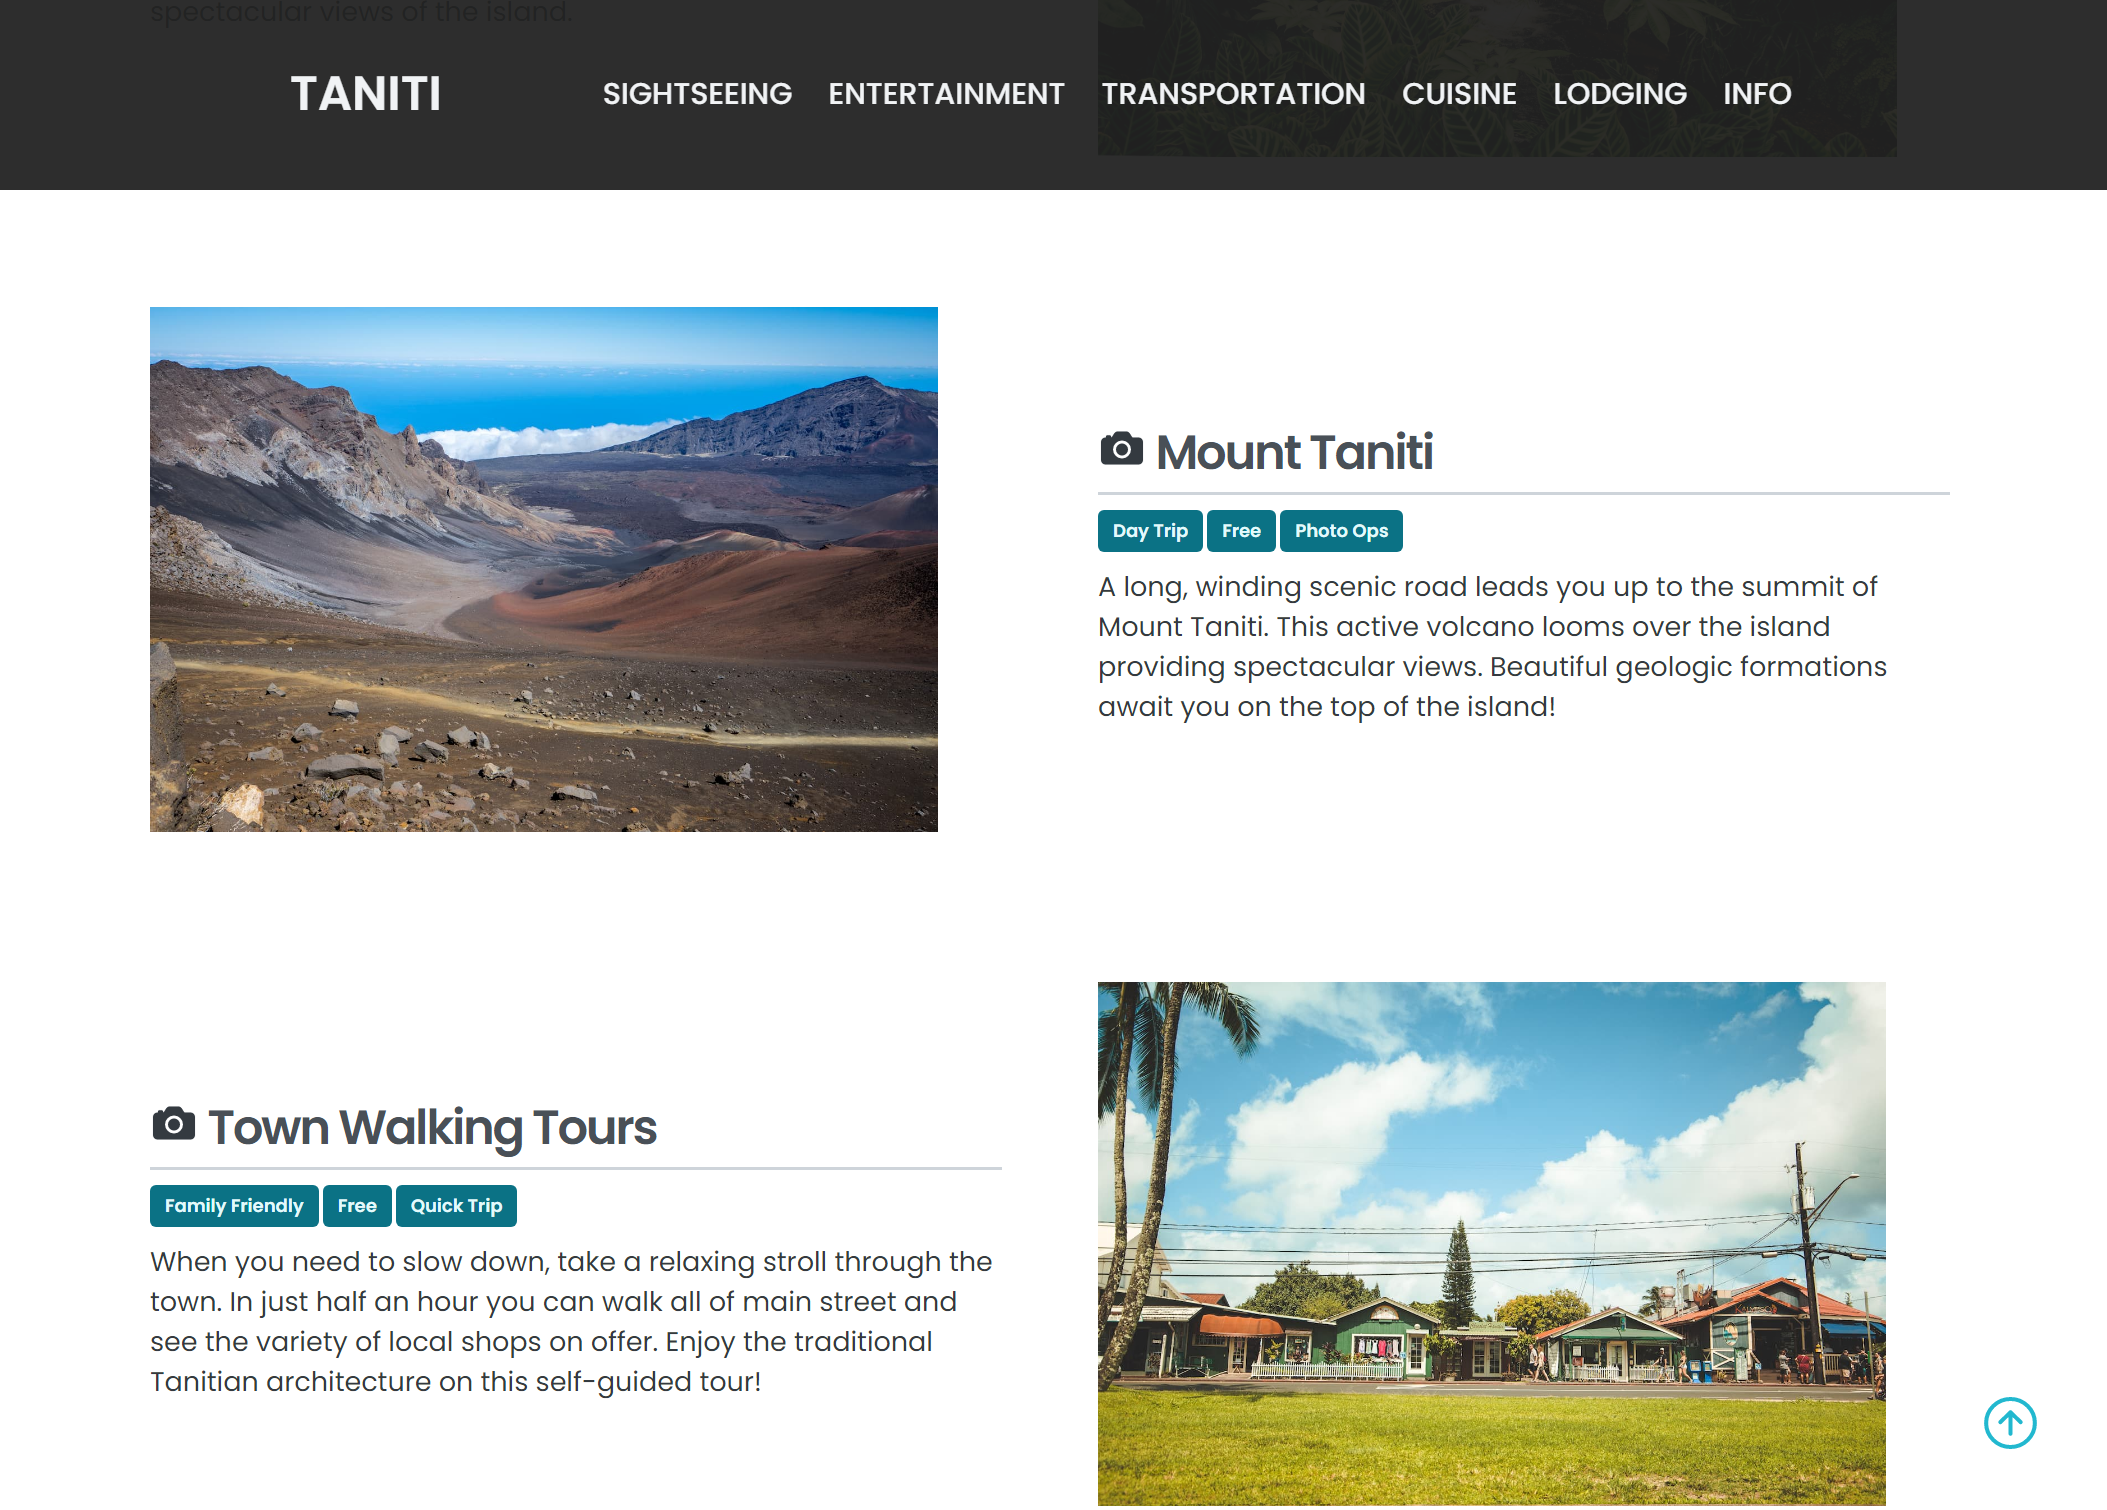 spectacular views of the island.
TANITI
SIGHTSEEING ENTERTAINMENT TRANSPORTATION CUISINE LODGING INFO
Mount Taniti
Day Trip Free Photo Ops
A long, winding scenic road leads you up to the summit of
Mount Taniti. This active volcano looms over the island
providing spectacular views. Beautiful geologic formations
await you on the top of the island!
Town Walking Tours
Family Friendly Free Quick Trip
When you need to slow down, take a relaxing stroll through the
town. In just half an hour you can walk all of main street and
see the variety of local shops on offer. Enjoy the traditional
Tanitian architecture on this self-guided tour!